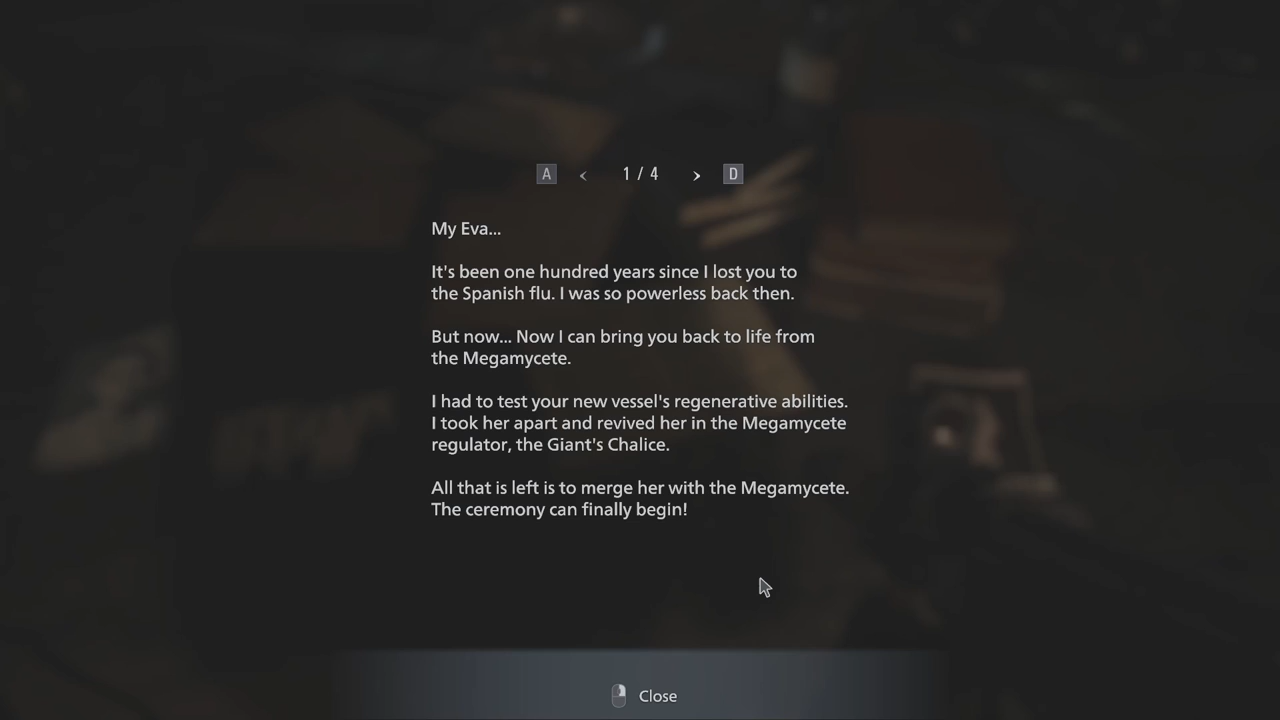 A < 1 / 4 > D
My Eva...
It's been one hundred years since I lost you to
the Spanish flu. I was so powerless back then.
But now... Now I can bring you back to life from
the Megamycete.
I had to test your new vessel's regenerative abilities.
I took her apart and revived her in the Megamycete
regulator, the Giant's Chalice.
All that is left is to merge her with the Megamycete.
The ceremony can finally begin!
Close